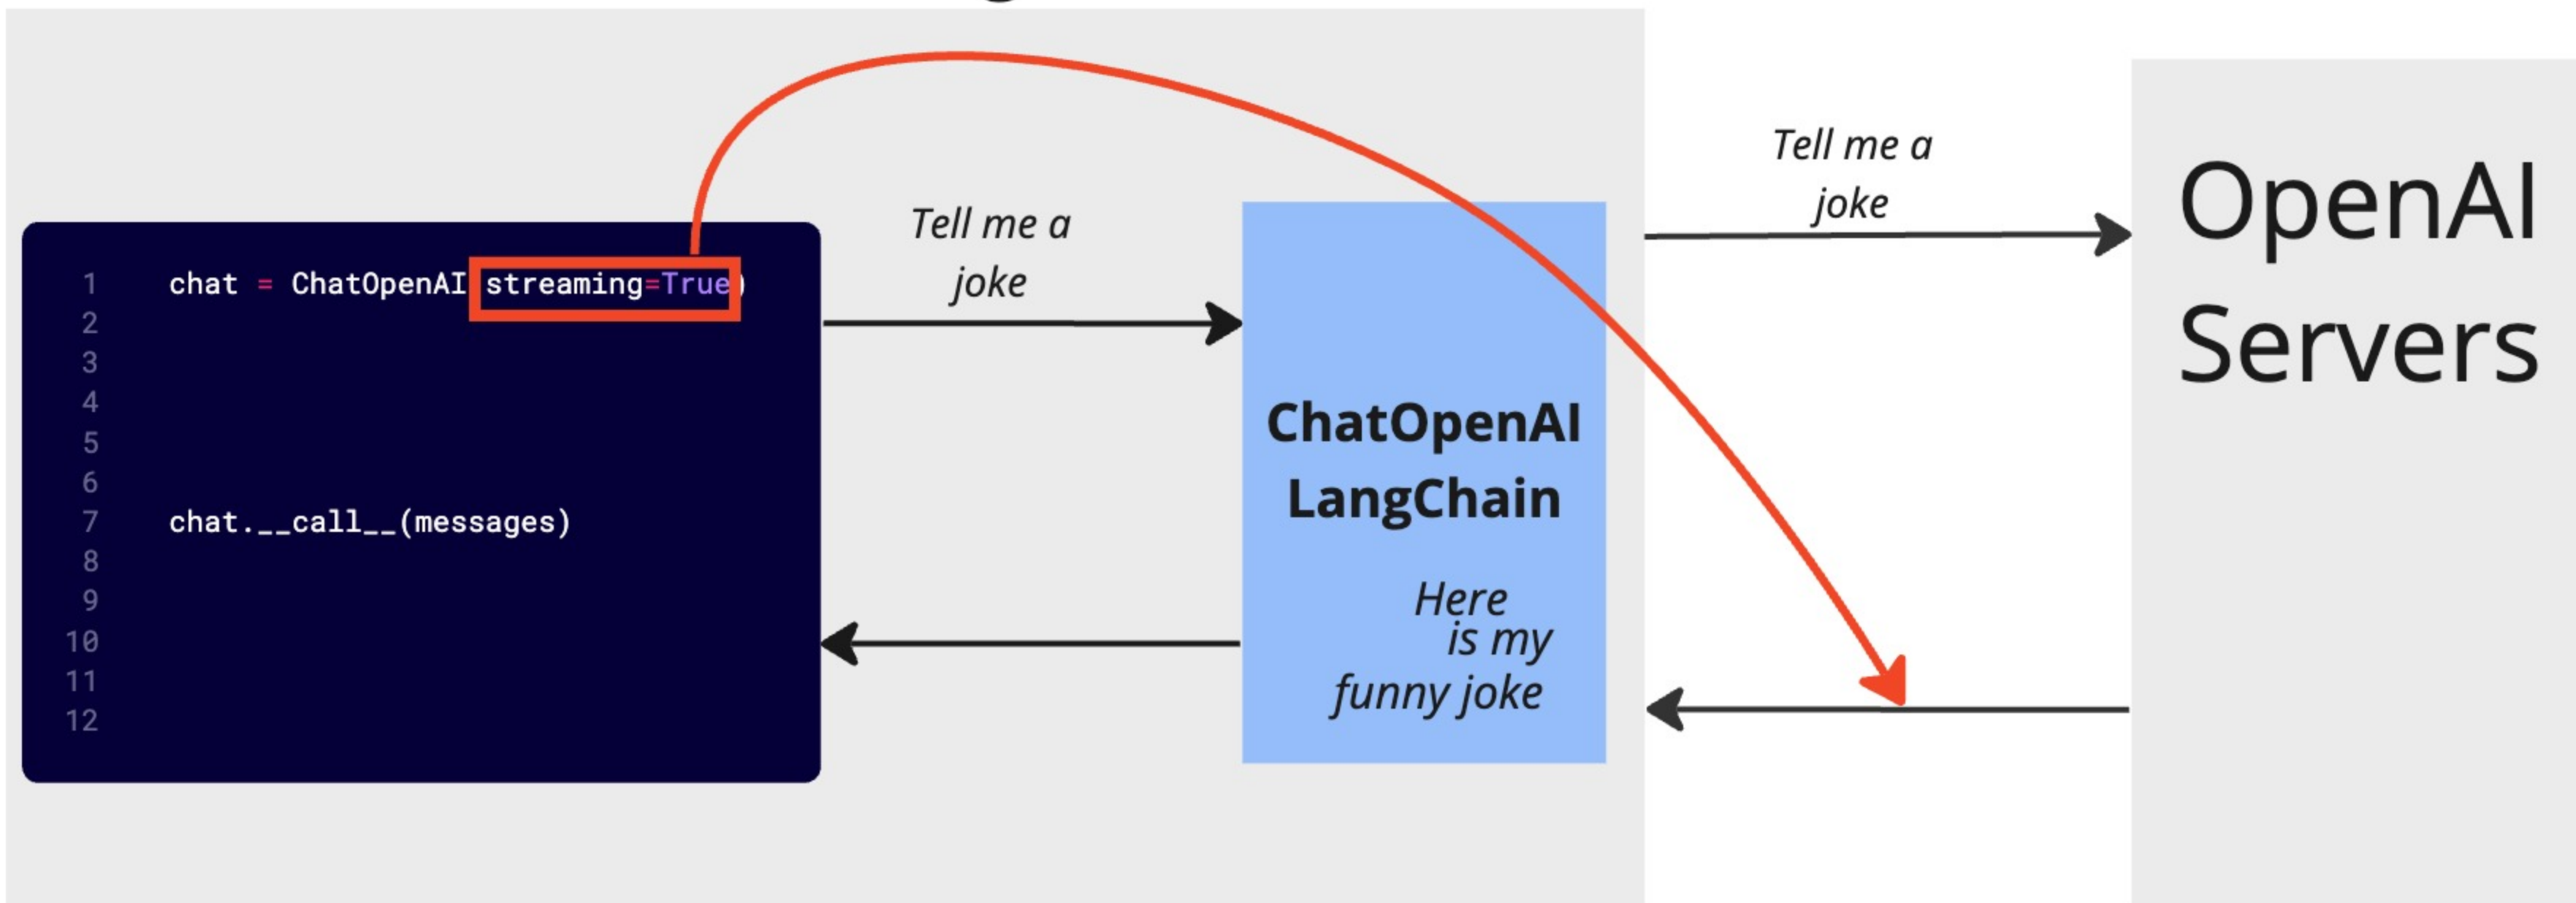 1 chat = ChatOpenAI(streaming=True)
2
3
4
5
6
7 chat.__call__(messages)
8
9
10
11
12
Tell me a
joke
ChatOpenAI
LangChain
Here
is my
funny joke
Tell me a
joke
OpenAI
Servers